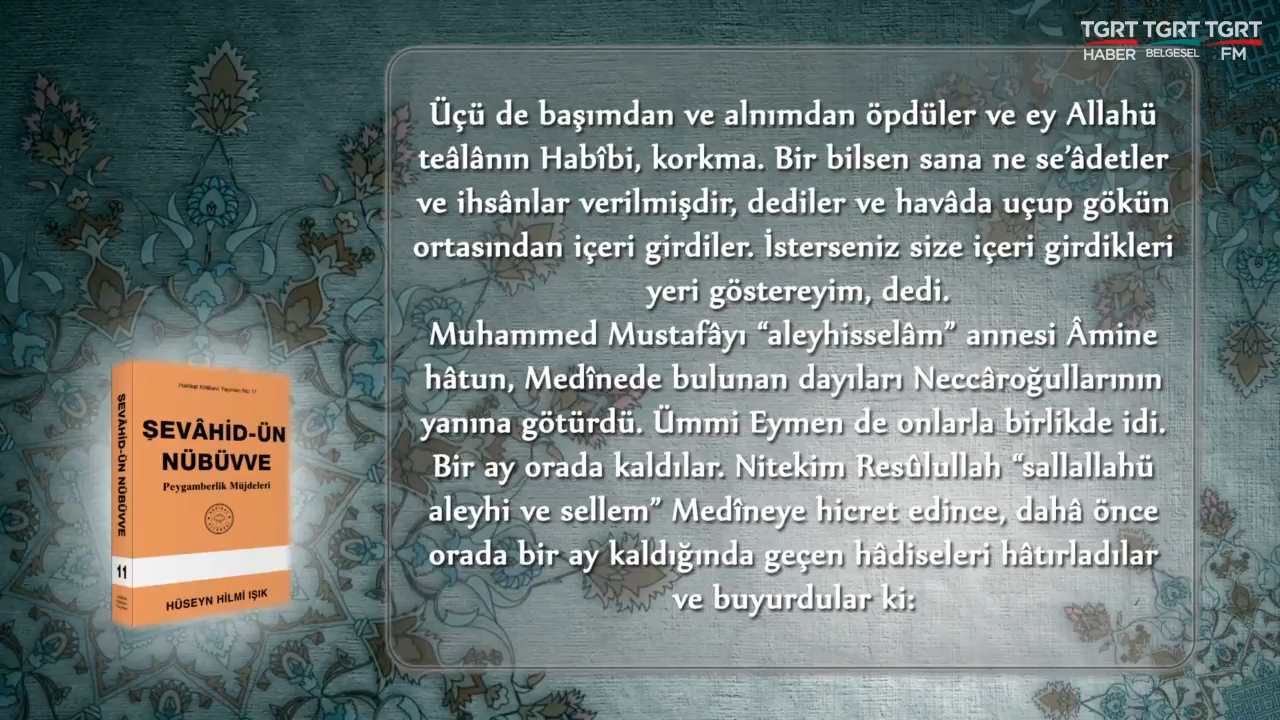 TGRT TGRT TGRT
HABER BELGESEL FM
Üçü de başımdan ve alnımdan öpdüler ve ey Allahü
teâlânın Habîbi, korkma. Bir bilsen sana ne se’âdetler
ve ihsânlar verilmişdir, dediler ve havâda uçup gökün
ortasından içeri girdiler. İsterseniz size içeri girdikleri
yeri göstereyim, dedi.
Muhammed Mustafâyı “aleyhisselâm” annesi Âmine
hâtun, Medînede bulunan dayıları Neccâroğullarının
yanına götürdü. Ümmi Eymen de onlarla birlikde idi.
Bir ay orada kaldılar. Nitekim Resûlullah “sallallahü
aleyhi ve sellem” Medîneye hicret edince, dahâ önce
orada bir ay kaldığında geçen hâdiseleri hâtırladılar
ve buyurdular ki:
Hakîkat Kitâbevi Yayınları No: 11
ŞEVÂHİD-ÜN
NÜBÜVVE
Peygamberlik Müjdeleri
HÜSEYN HİLMİ IŞIK
ŞEVÂHİD-ÜN NÜBÜVVE
11